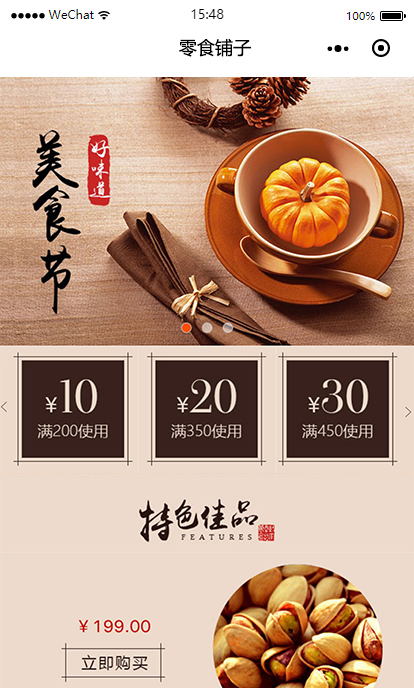 WeChat 15:48 100%
零食铺子
美食节
好味道
¥10 ¥20 ¥30
满200使用 满350使用 满450使用
特色佳品
FEATURES
¥199.00
立即购买